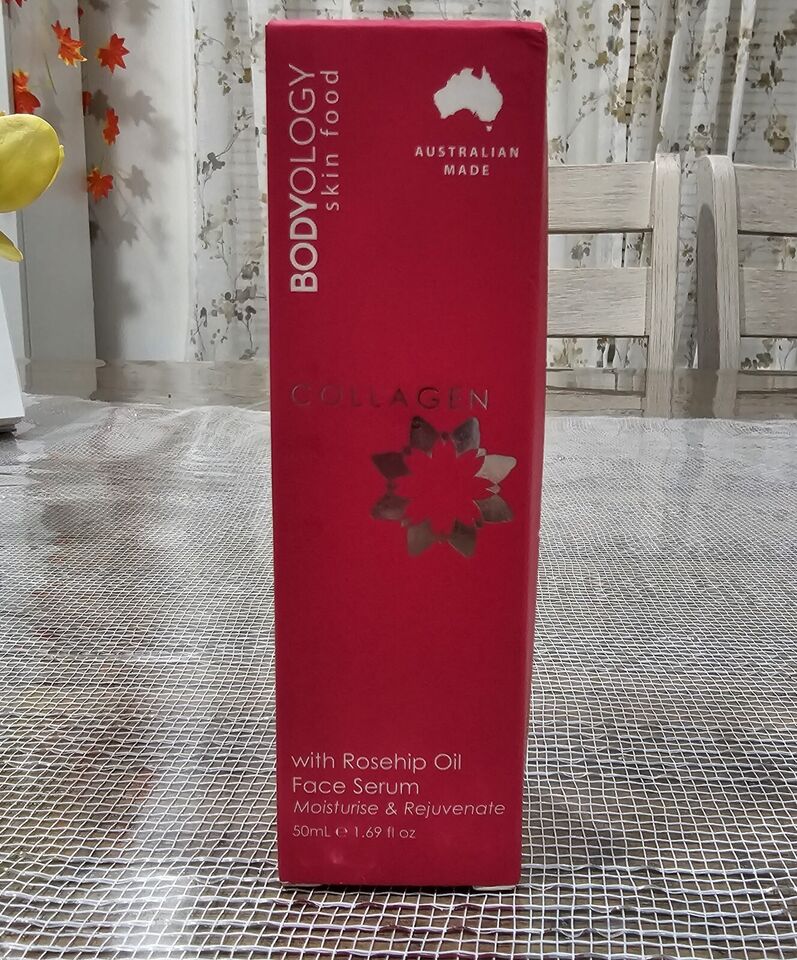 BODYOLOGY
skin food
AUSTRALIAN
MADE
COLLAGEN
with Rosehip Oil
Face Serum
Moisturise & Rejuvenate
50mL ℮ 1.69 fl oz